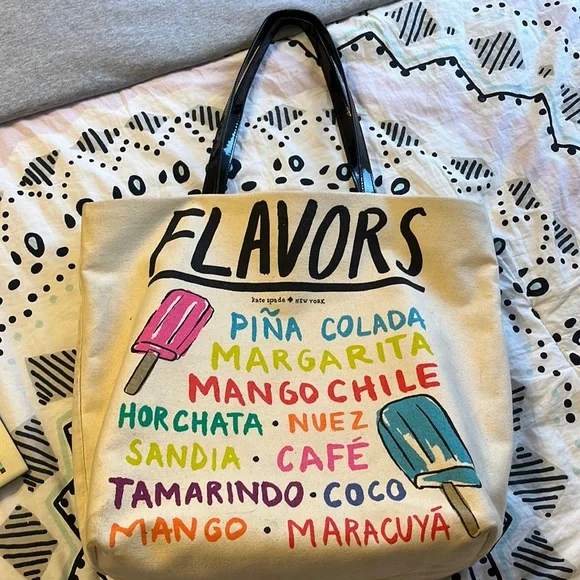 FLAVORS
kate spade ♠ NEW YORK
PIÑA COLADA
MARGARITA
MANGO CHILE
HORCHATA • NUEZ
SANDIA • CAFÉ
TAMARINDO • COCO
MANGO • MARACUYÁ